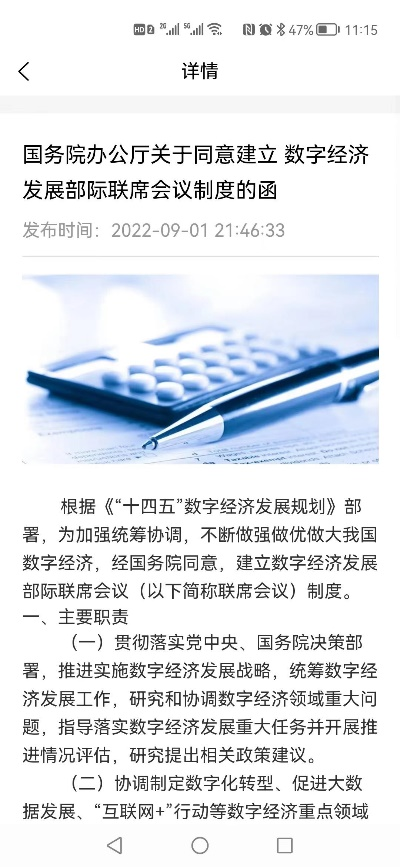 HD 2 2G 5G 47% 11:15
详情
国务院办公厅关于同意建立 数字经济
发展部际联席会议制度的函
发布时间：2022-09-01 21:46:33
根据《“十四五”数字经济发展规划》部
署，为加强统筹协调，不断做强做优做大我国
数字经济，经国务院同意，建立数字经济发展
部际联席会议（以下简称联席会议）制度。
一、主要职责
（一）贯彻落实党中央、国务院决策部
署，推进实施数字经济发展战略，统筹数字经
济发展工作，研究和协调数字经济领域重大问
题，指导落实数字经济发展重大任务并开展推
进情况评估，研究提出相关政策建议。
（二）协调制定数字化转型、促进大数
据发展、“互联网+”行动等数字经济重点领域